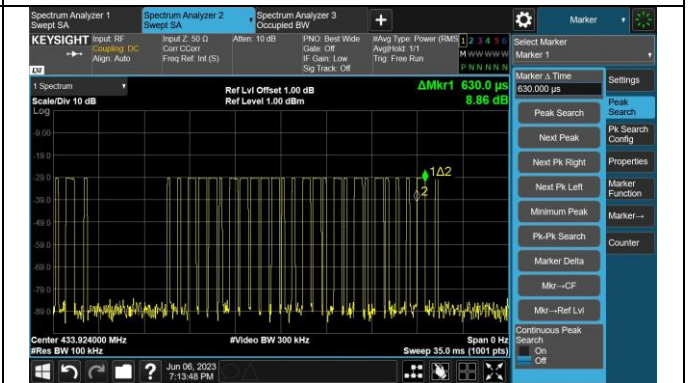 Spectrum Analyzer 1
Swept SA
Spectrum Analyzer 2
Swept SA
Spectrum Analyzer 3
Occupied BW
+
Marker
KEYSIGHT
Input: RF
Coupling: DC
Align: Auto
Input Z: 50 Ω
Corr CCorr
Freq Ref: Int (S)
Atten: 10 dB
PNO: Best Wide
Gate: Off
IF Gain: Low
Sig Track: Off
#Avg Type: Power (RMS
Avg|Hold: 1/1
Trig: Free Run
1 2 3 4 5 6
M W W W W W
P N N N N N
LXI
Select Marker
Marker 1
1 Spectrum
Scale/Div 10 dB
Log
Ref Lvl Offset 1.00 dB
Ref Level 1.00 dBm
ΔMkr1 630.0 µs
8.86 dB
-9.00
-19.0
-29.0
-39.0
-49.0
-59.0
-69.0
-79.0
-89.0
1Δ2
2
Center 433.924000 MHz
#Res BW 100 kHz
#Video BW 300 kHz
Span 0 Hz
Sweep 35.0 ms (1001 pts)
Marker Δ Time
630.000 µs
Peak Search
Next Peak
Next Pk Right
Next Pk Left
Minimum Peak
Pk-Pk Search
Marker Delta
Mkr→CF
Mkr→Ref Lvl
Continuous Peak
Search
On
Off
Settings
Peak
Search
Pk Search
Config
Properties
Marker
Function
Marker→
Counter
?
Jun 06, 2023
7:13:48 PM